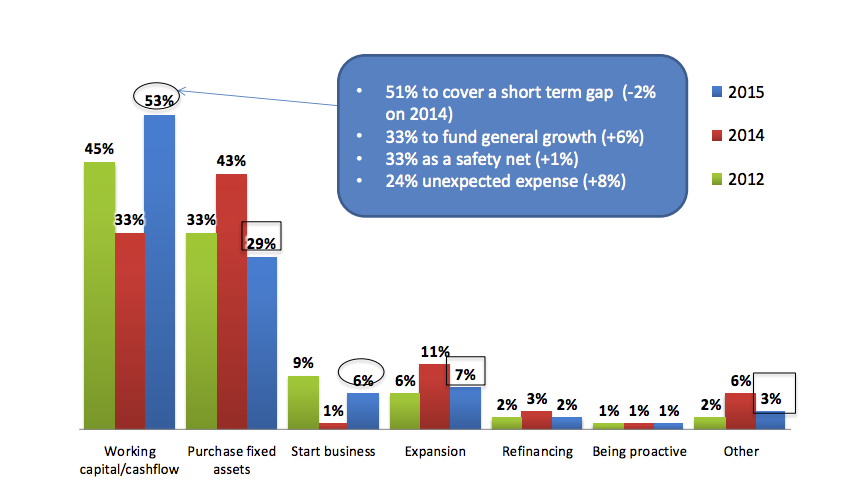 • 51% to cover a short term gap (-2%
on 2014)
• 33% to fund general growth (+6%)
• 33% as a safety net (+1%)
• 24% unexpected expense (+8%)
2015
2014
2012
45% 33% 53%
33% 43% 29%
9% 1% 6%
6% 11% 7%
2% 3% 2%
1% 1% 1%
2% 6% 3%
Working
capital/cashflow
Purchase fixed
assets
Start business
Expansion
Refinancing
Being proactive
Other